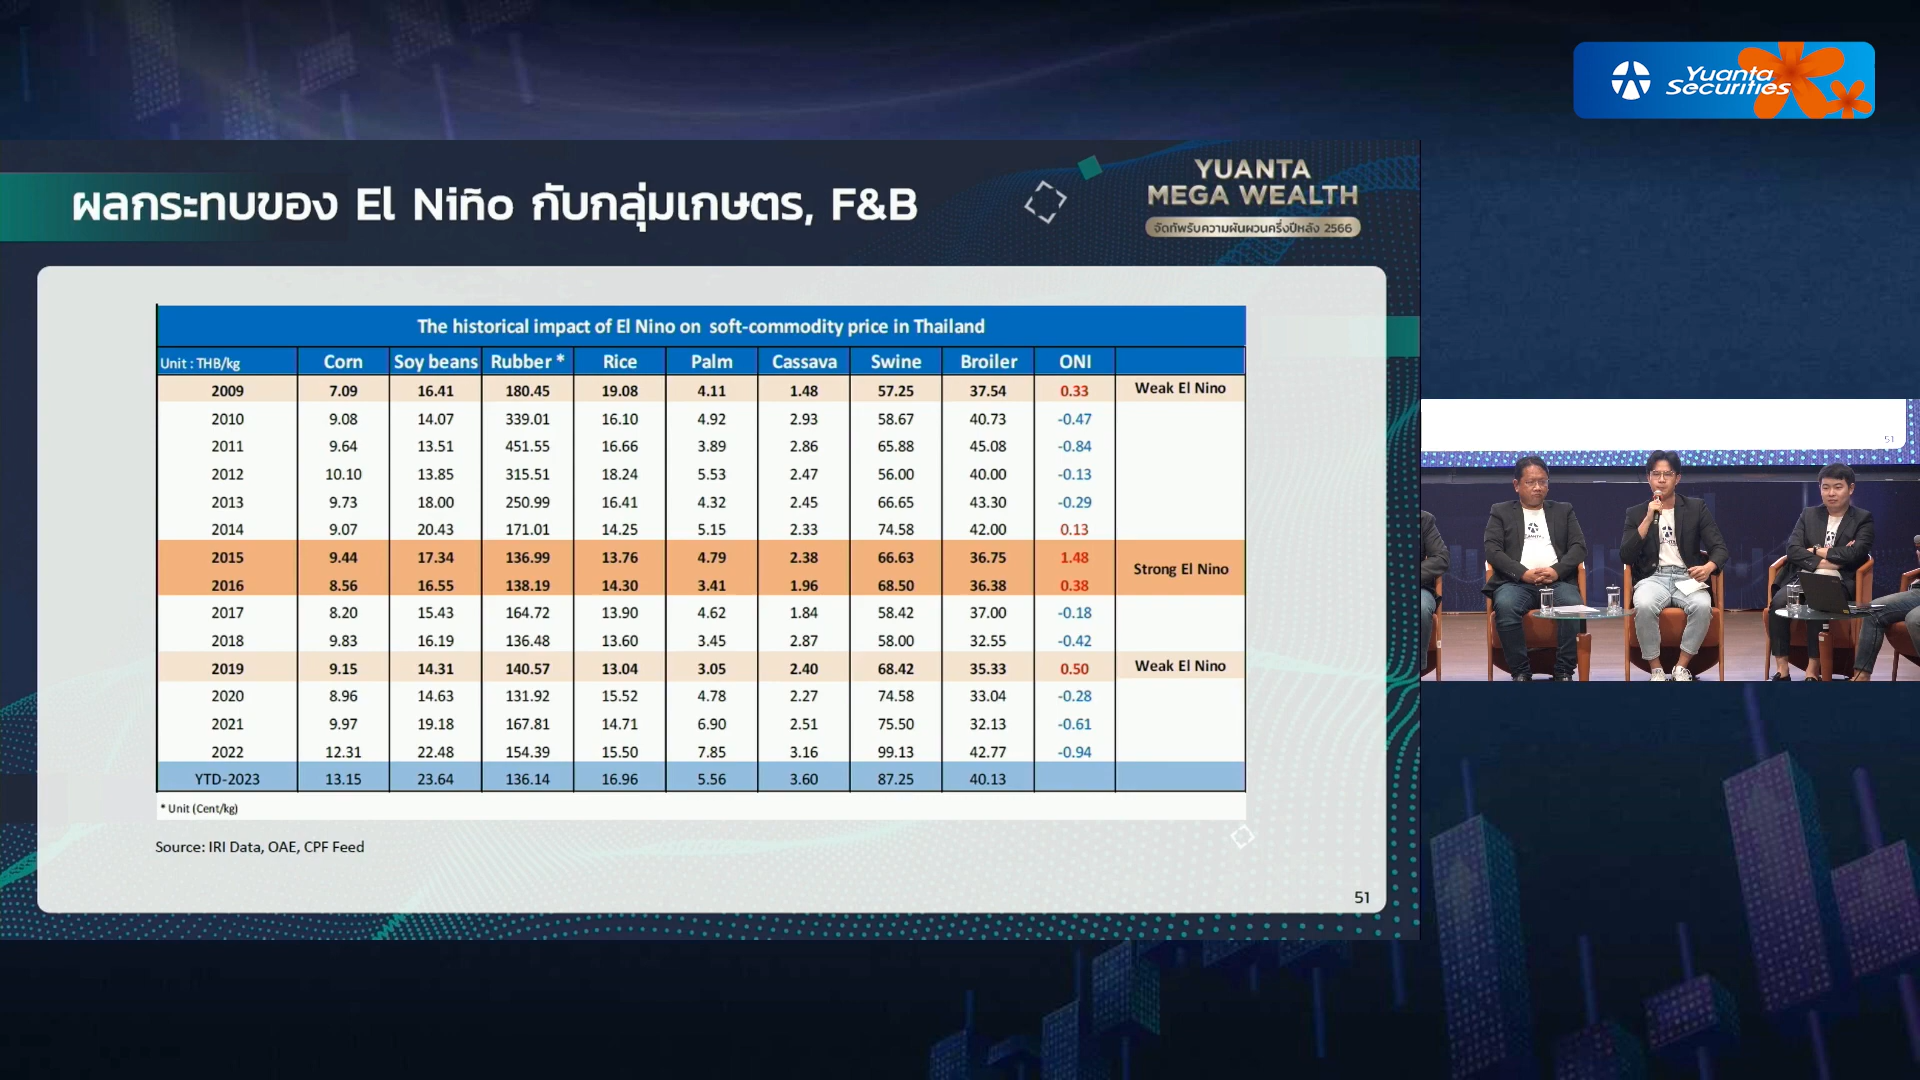 Yuanta
Securities
ผลกระทบของ El Niño กับกลุ่มเกษตร, F&B
YUANTA
MEGA WEALTH
จัดทัพรับความผันผวนครึ่งปีหลัง 2566
The historical impact of El Nino on soft-commodity price in Thailand
Unit : THB/kg Corn Soy beans Rubber * Rice Palm Cassava Swine Broiler ONI
2009 7.09 16.41 180.45 19.08 4.11 1.48 57.25 37.54 0.33 Weak El Nino
2010 9.08 14.07 339.01 16.10 4.92 2.93 58.67 40.73 -0.47
2011 9.64 13.51 451.55 16.66 3.89 2.86 65.88 45.08 -0.84
2012 10.10 13.85 315.51 18.24 5.53 2.47 56.00 40.00 -0.13
2013 9.73 18.00 250.99 16.41 4.32 2.45 66.65 43.30 -0.29
2014 9.07 20.43 171.01 14.25 5.15 2.33 74.58 42.00 0.13
2015 9.44 17.34 136.99 13.76 4.79 2.38 66.63 36.75 1.48
Strong El Nino
2016 8.56 16.55 138.19 14.30 3.41 1.96 68.50 36.38 0.38
2017 8.20 15.43 164.72 13.90 4.62 1.84 58.42 37.00 -0.18
2018 9.83 16.19 136.48 13.60 3.45 2.87 58.00 32.55 -0.42
2019 9.15 14.31 140.57 13.04 3.05 2.40 68.42 35.33 0.50 Weak El Nino
2020 8.96 14.63 131.92 15.52 4.78 2.27 74.58 33.04 -0.28
2021 9.97 19.18 167.81 14.71 6.90 2.51 75.50 32.13 -0.61
2022 12.31 22.48 154.39 15.50 7.85 3.16 99.13 42.77 -0.94
YTD-2023 13.15 23.64 136.14 16.96 5.56 3.60 87.25 40.13
* Unit (Cent/kg)
Source: IRI Data, OAE, CPF Feed
51
51